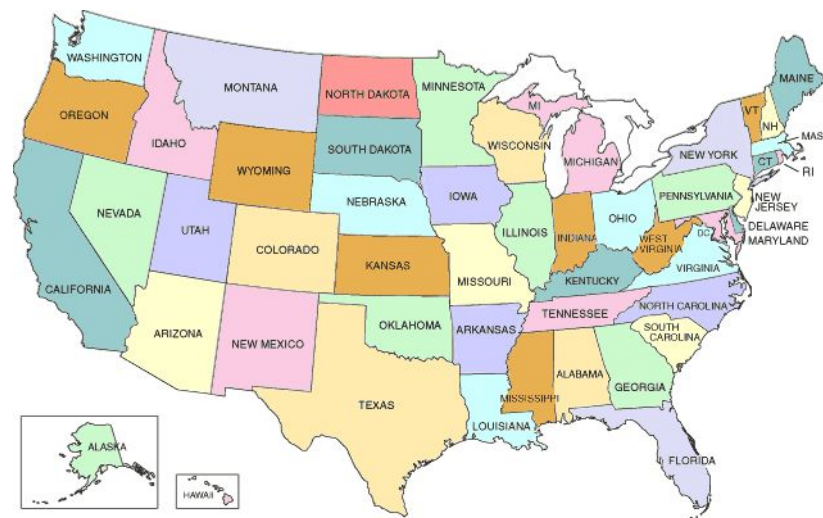 WASHINGTON
MONTANA
NORTH DAKOTA
MINNESOTA
MAINE
OREGON
IDAHO
WYOMING
SOUTH DAKOTA
WISCONSIN
MI
MICHIGAN
VT
NH
MAS
NEW YORK
CT
RI
NEVADA
UTAH
COLORADO
NEBRASKA
IOWA
ILLINOIS
INDIANA
OHIO
PENNSYLVANIA
NEW
JERSEY
DELAWARE
MARYLAND
DC
WEST
VIRGINIA
VIRGINIA
CALIFORNIA
KANSAS
MISSOURI
KENTUCKY
ARIZONA
NEW MEXICO
OKLAHOMA
ARKANSAS
TENNESSEE
NORTH CAROLINA
SOUTH
CAROLINA
TEXAS
LOUISIANA
MISSISSIPPI
ALABAMA
GEORGIA
FLORIDA
ALASKA
HAWAII